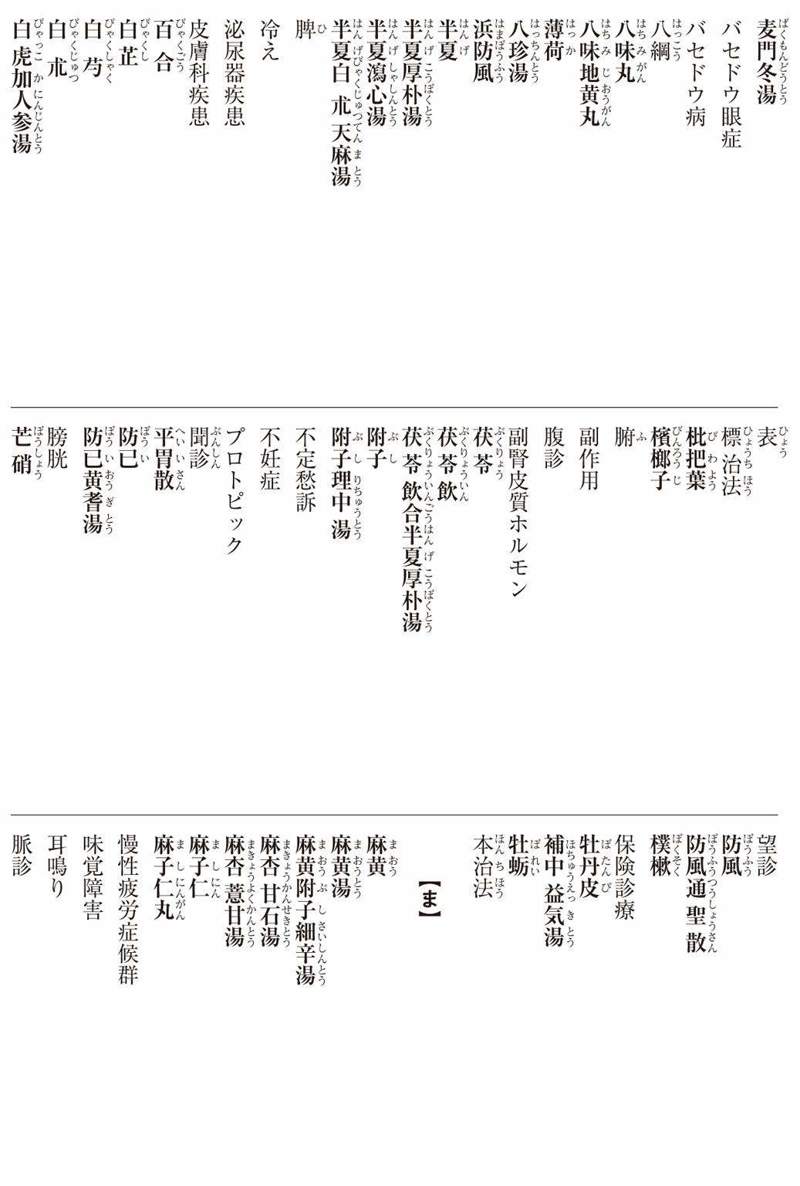 麦門冬湯
バセドウ眼症
バセドウ病
八綱
八味丸
八味地黄丸
薄荷
八珍湯
浜防風
半夏
半夏厚朴湯
半夏瀉心湯
半夏白朮天麻湯
脾
冷え
泌尿器疾患
皮膚科疾患
百合
白芷
白芍
白朮
白虎加人参湯
表
標治法
枇把葉
檳榔子
腑
副作用
腹診
副腎皮質ホルモン
茯苓
茯苓飲
茯苓飲合半夏厚朴湯
附子
附子理中湯
不定愁訴
不妊症
プロトピック
聞診
平胃散
防已
防已黄耆湯
膀胱
芒硝
望診
防風
防風通聖散
樸樕
保険診療
牡丹皮
補中益気湯
牡蛎
本治法
【ま】
麻黄
麻黄湯
麻黄附子細辛湯
麻杏甘石湯
麻杏薏甘湯
麻子仁
麻子仁丸
慢性疲労症候群
味覚障害
耳鳴り
脈診